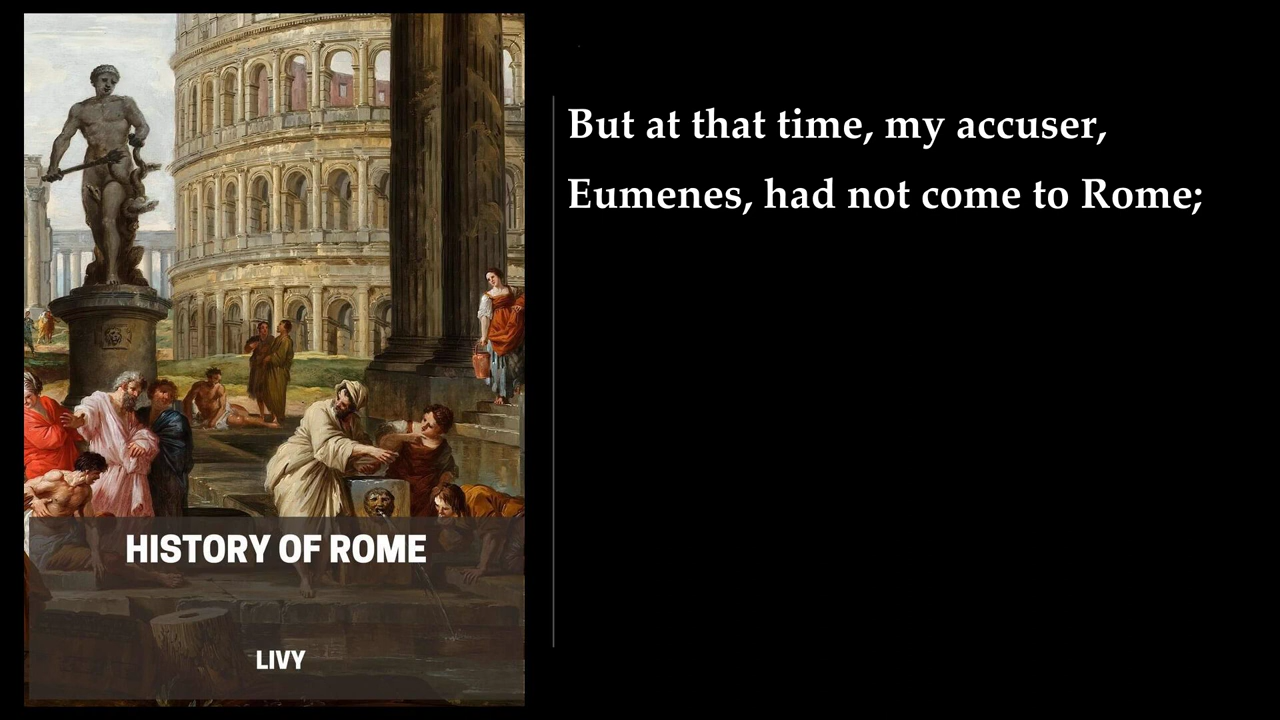 But at that time, my accuser,
Eumenes, had not come to Rome;
HISTORY OF ROME
LIVY